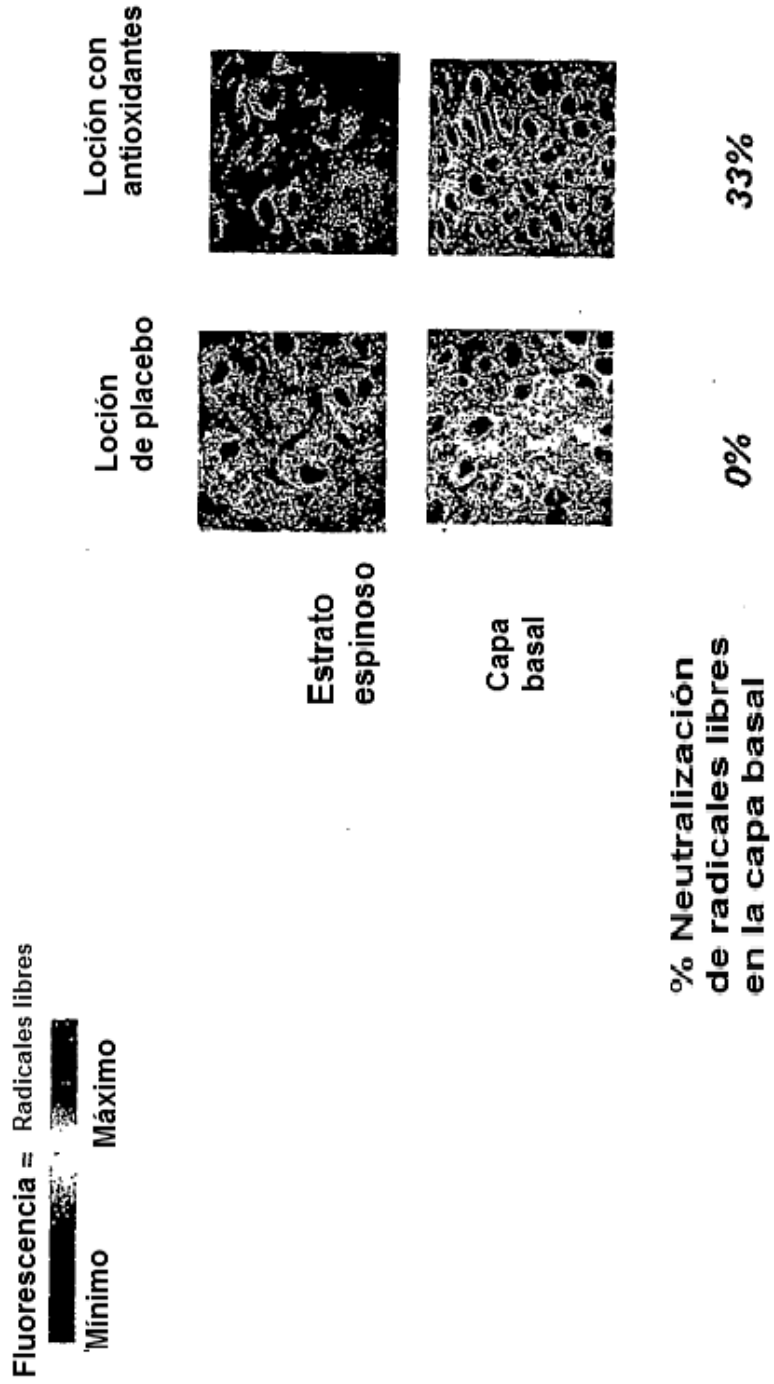 Fluorescencia = Radicales libres
Mínimo Máximo
Loción
de placebo
Loción con
antioxidantes
Estrato
espinoso
Capa
basal
% Neutralización
de radicales libres
en la capa basal
0%
33%